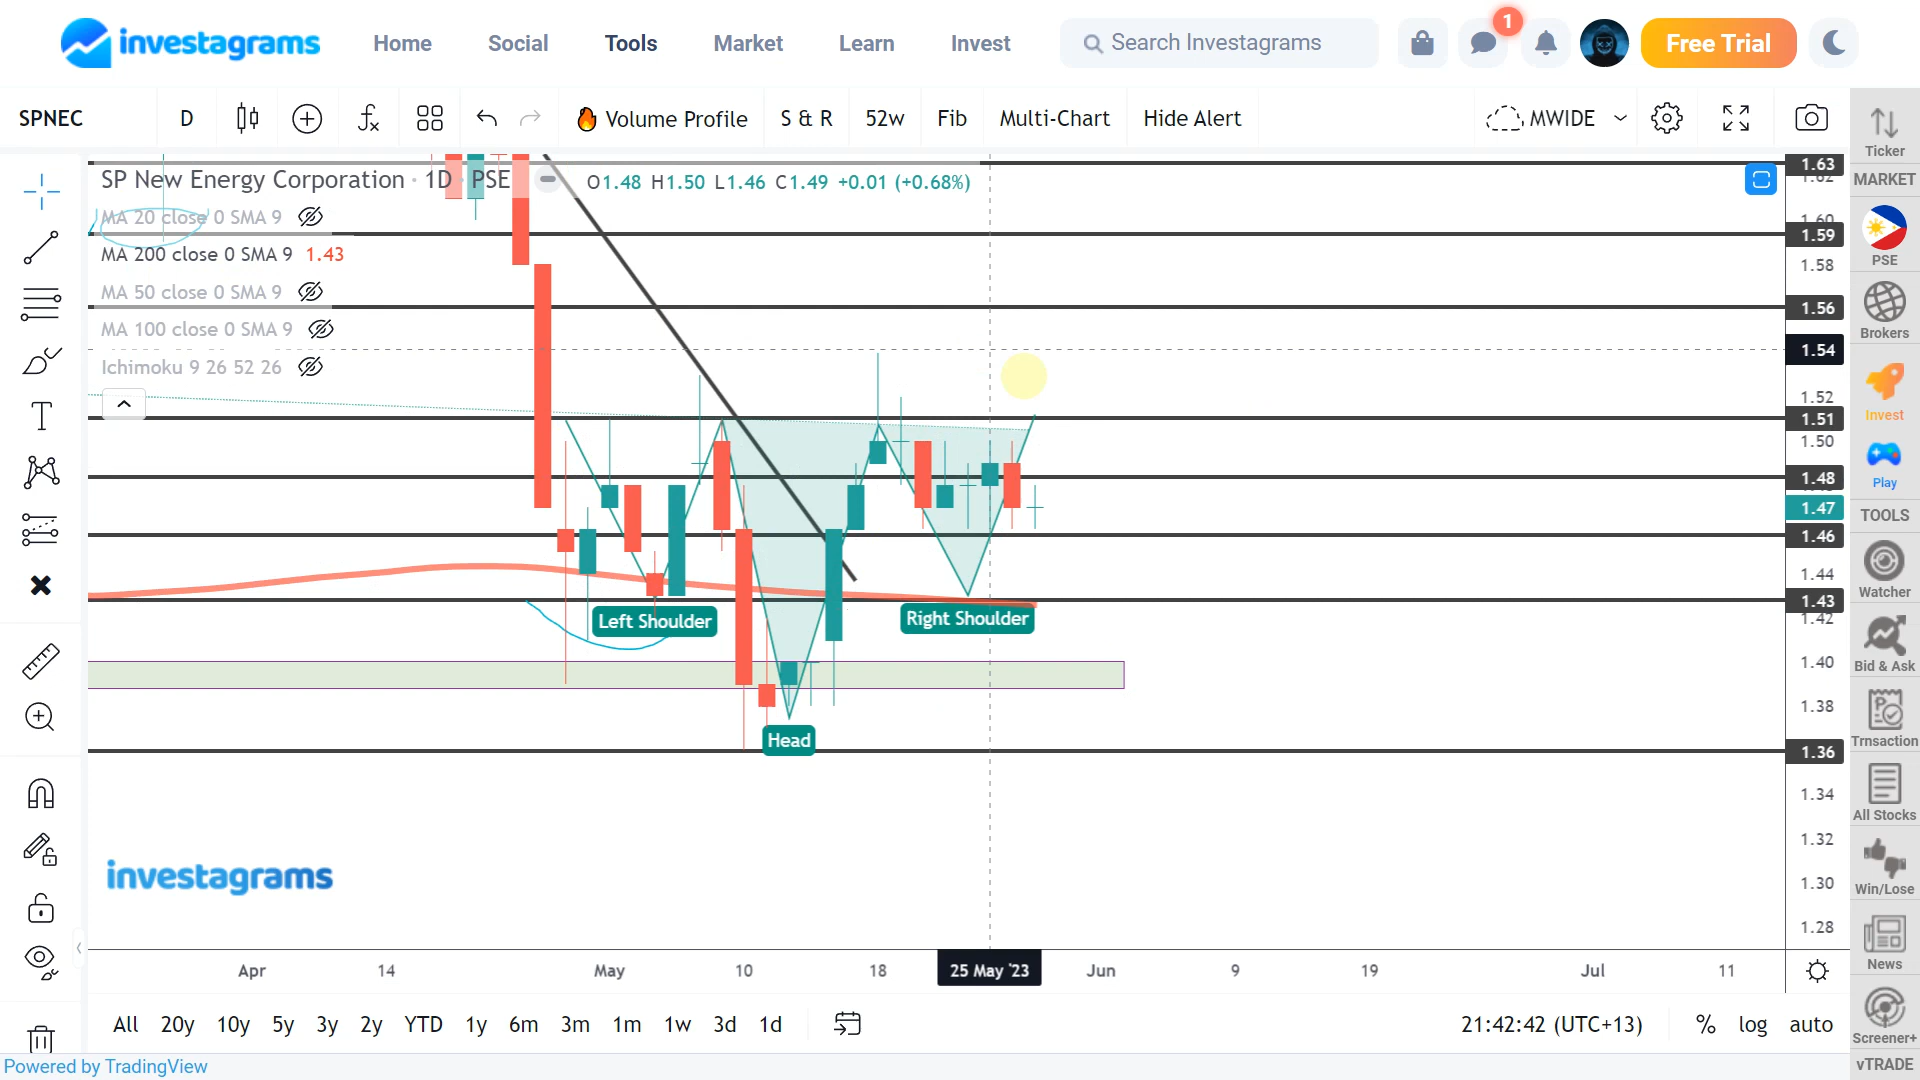 investagrams
Home
Social
Tools
Market
Learn
Invest
Search Investagrams
1
Free Trial
SPNEC
D
Volume Profile
S & R
52w
Fib
Multi-Chart
Hide Alert
MWIDE
Ticker
MARKET
PSE
Brokers
Invest
Play
TOOLS
Watcher
Bid & Ask
Trnsaction
All Stocks
Win/Lose
News
Screener+
vTRADE
SP New Energy Corporation · 1D · PSE
O1.48 H1.50 L1.46 C1.49 +0.01 (+0.68%)
MA 20 close 0 SMA 9
MA 200 close 0 SMA 9 1.43
MA 50 close 0 SMA 9
MA 100 close 0 SMA 9
Ichimoku 9 26 52 26
Left Shoulder
Right Shoulder
Head
1.63
1.62
1.60
1.59
1.58
1.56
1.54
1.52
1.51
1.50
1.48
1.47
1.46
1.44
1.43
1.42
1.40
1.38
1.36
1.34
1.32
1.30
1.28
investagrams
Apr
14
May
10
18
25 May '23
Jun
9
19
Jul
11
All
20y
10y
5y
3y
2y
YTD
1y
6m
3m
1m
1w
3d
1d
21:42:42 (UTC+13)
%
log
auto
Powered by TradingView